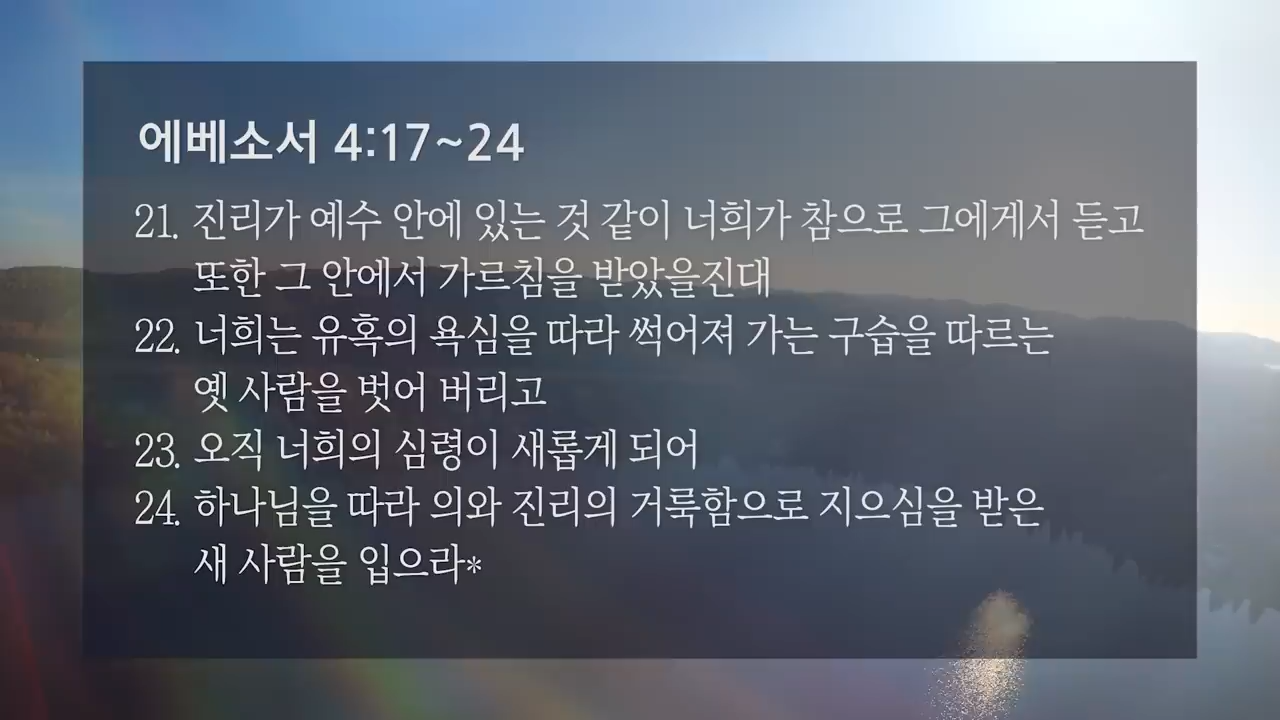 에베소서 4:17~24
21. 진리가 예수 안에 있는 것 같이 너희가 참으로 그에게서 듣고
또한 그 안에서 가르침을 받았을진대
22. 너희는 유혹의 욕심을 따라 썩어져 가는 구습을 따르는
옛 사람을 벗어 버리고
23. 오직 너희의 심령이 새롭게 되어
24. 하나님을 따라 의와 진리의 거룩함으로 지으심을 받은
새 사람을 입으라*